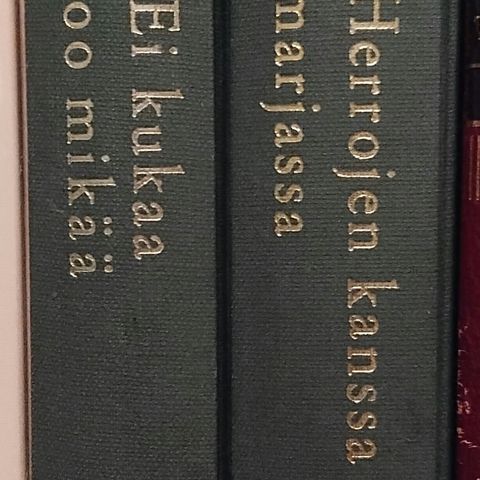 Ei kukaa
oo mikää
Herrojen kanssa
marjassa